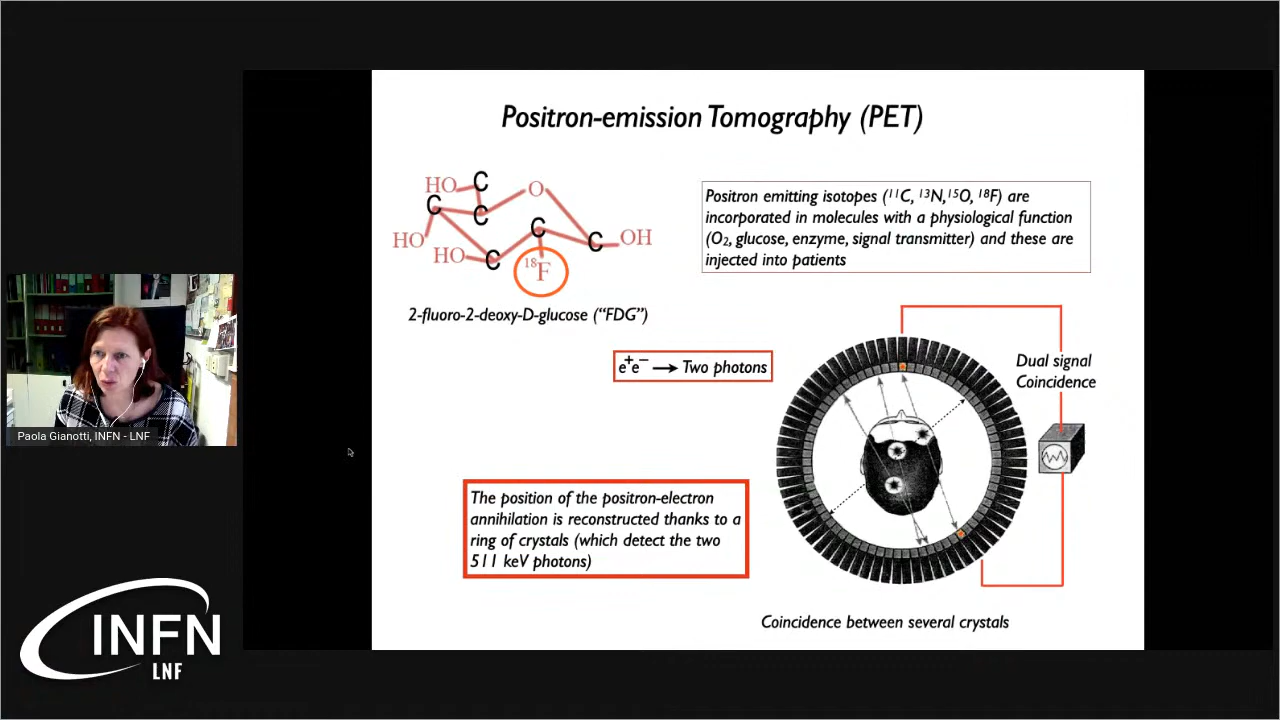 Positron-emission Tomography (PET)
HO C O
C C C
HO HO C C OH
¹⁸F
2-fluoro-2-deoxy-D-glucose (“FDG”)
Positron emitting isotopes (¹¹C, ¹³N,¹⁵O, ¹⁸F) are
incorporated in molecules with a physiological function
(O₂, glucose, enzyme, signal transmitter) and these are
injected into patients
e⁺e⁻ → Two photons
Dual signal
Coincidence
The position of the positron-electron
annihilation is reconstructed thanks to a
ring of crystals (which detect the two
511 keV photons)
Coincidence between several crystals
Paola Gianotti, INFN - LNF
INFN
LNF